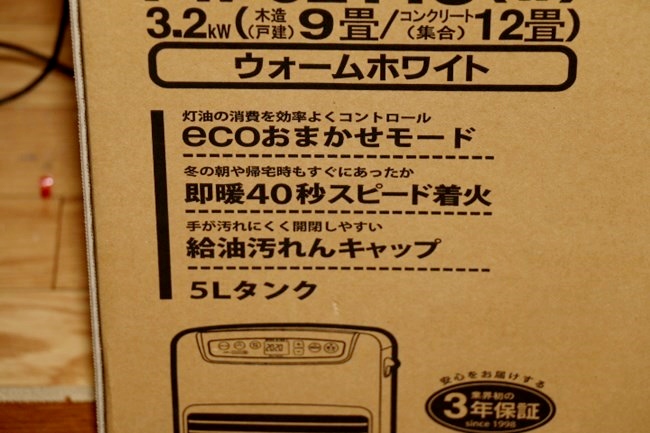 3.2kW(木造(戸建)9畳/コンクリート(集合)12畳)
ウォームホワイト
灯油の消費を効率よくコントロール
ecoおまかせモード
冬の朝や帰宅時もすぐにあったか
即暖40秒スピード着火
手が汚れにくく開閉しやすい
給油汚れんキャップ
5Lタンク
安心をお届けする
業界初の
3年保証
since 1998